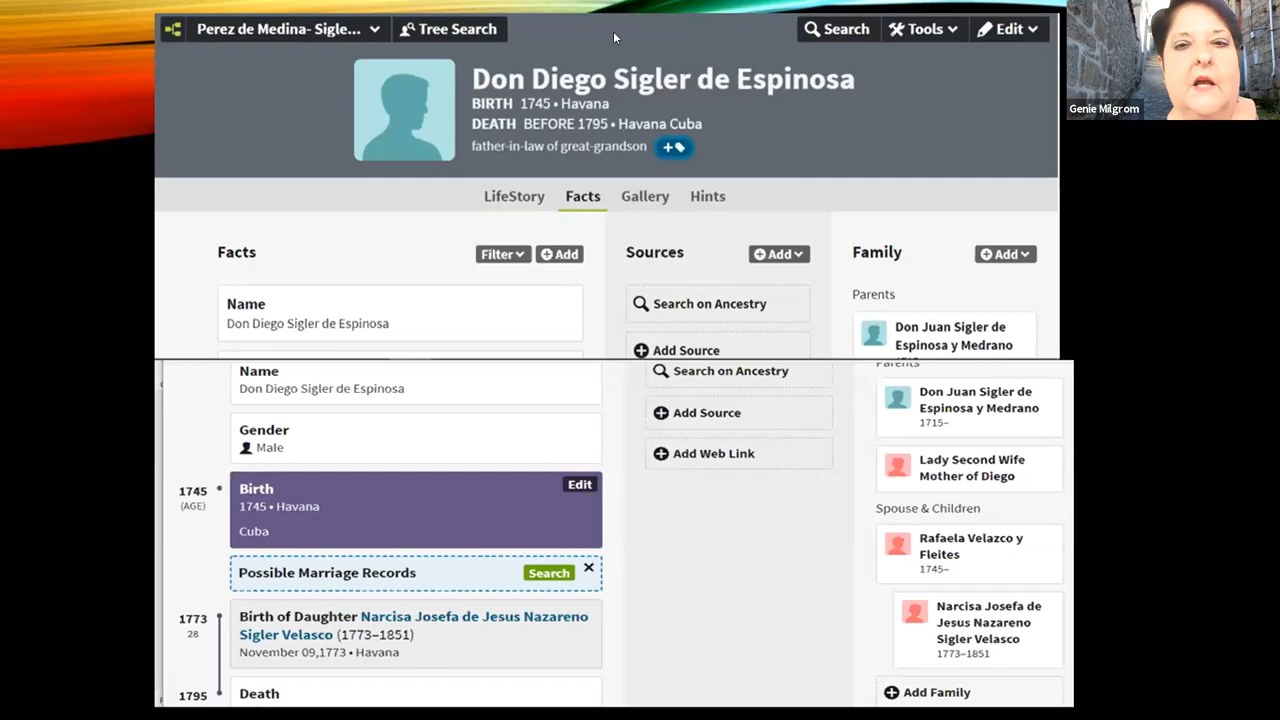 Perez de Medina- Sigle...
Tree Search
Search
Tools
Edit
Genie Milgrom
Don Diego Sigler de Espinosa
BIRTH 1745 • Havana
DEATH BEFORE 1795 • Havana Cuba
father-in-law of great-grandson
LifeStory
Facts
Gallery
Hints
Facts
Filter
Add
Name
Don Diego Sigler de Espinosa
Sources
Add
Search on Ancestry
Add Source
Family
Add
Parents
Don Juan Sigler de
Espinosa y Medrano
Name
Don Diego Sigler de Espinosa
Gender
Male
1745
(AGE)
Birth
Edit
1745 • Havana
Cuba
Possible Marriage Records
Search
1773
28
Birth of Daughter Narcisa Josefa de Jesus Nazareno
Sigler Velasco (1773–1851)
November 09,1773 • Havana
1795
Death
Search on Ancestry
Add Source
Add Web Link
Parents
Don Juan Sigler de
Espinosa y Medrano
1715–
Lady Second Wife
Mother of Diego
Spouse & Children
Rafaela Velazco y
Fleites
1745–
Narcisa Josefa de
Jesus Nazareno
Sigler Velasco
1773–1851
Add Family